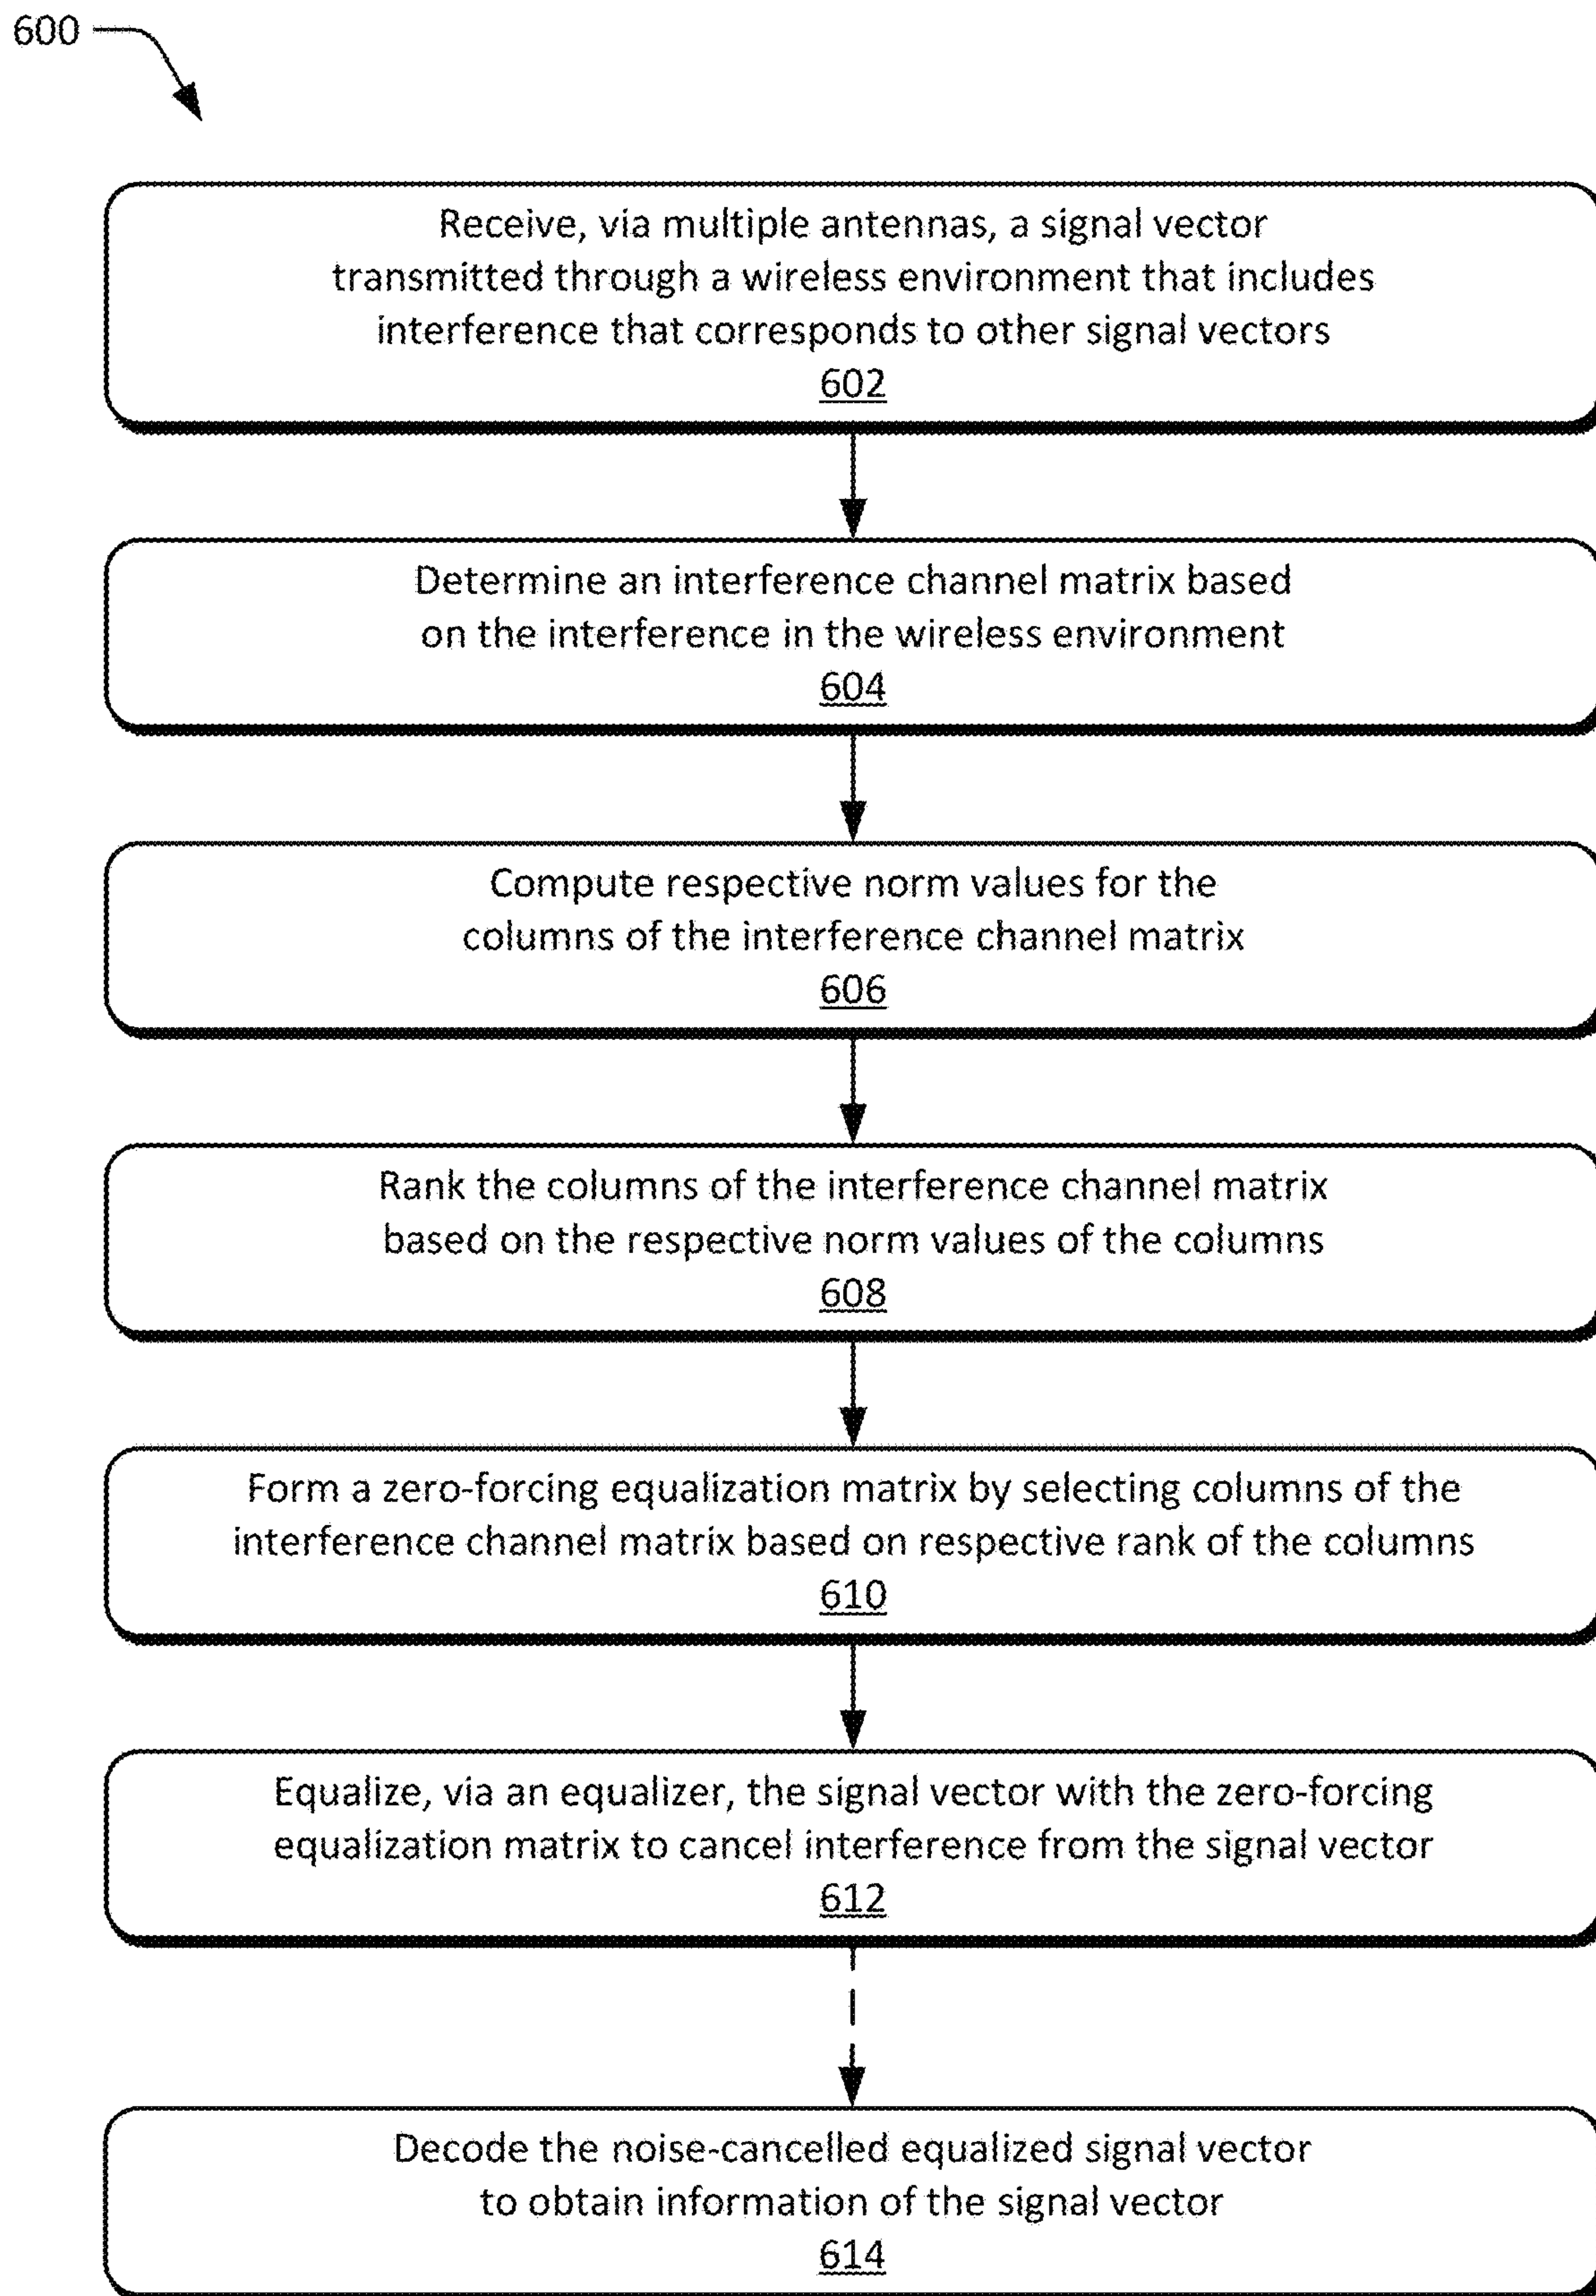 600
Receive, via multiple antennas, a signal vector
transmitted through a wireless environment that includes
interference that corresponds to other signal vectors
602
Determine an interference channel matrix based
on the interference in the wireless environment
604
Compute respective norm values for the
columns of the interference channel matrix
606
Rank the columns of the interference channel matrix
based on the respective norm values of the columns
608
Form a zero-forcing equalization matrix by selecting columns of the
interference channel matrix based on respective rank of the columns
610
Equalize, via an equalizer, the signal vector with the zero-forcing
equalization matrix to cancel interference from the signal vector
612
Decode the noise-cancelled equalized signal vector
to obtain information of the signal vector
614